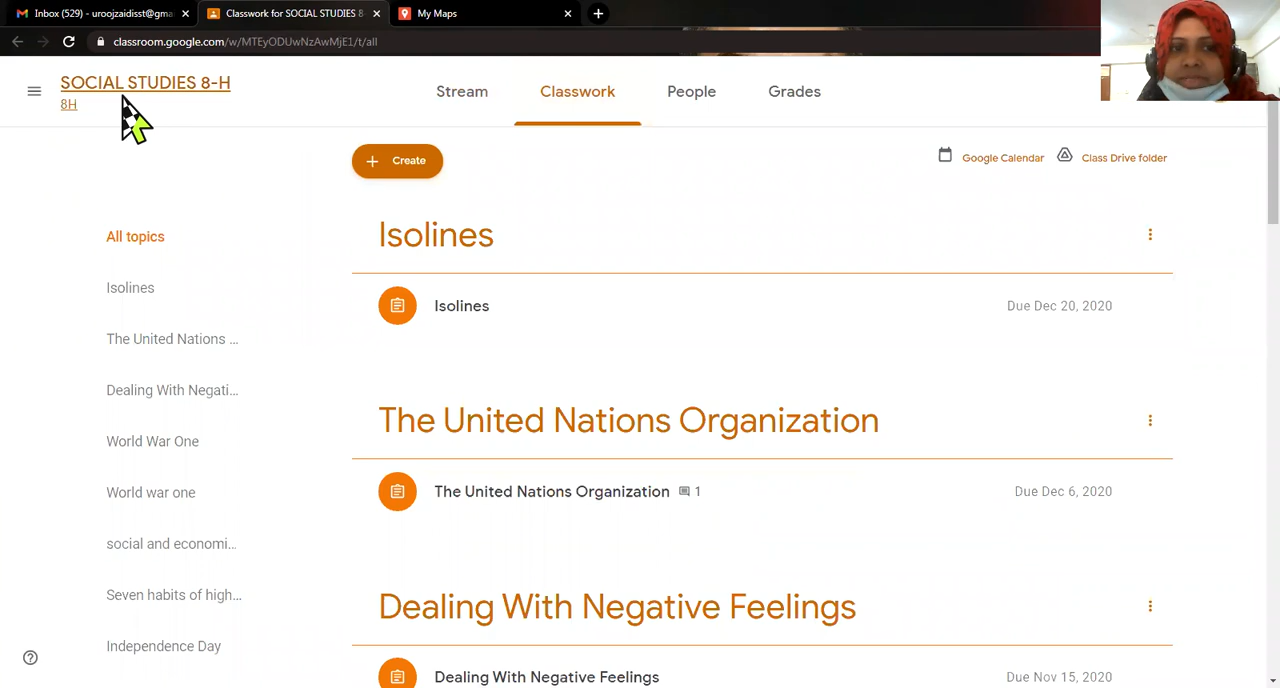 Inbox (529) - uroojzaidisst@gma
Classwork for SOCIAL STUDIES 8-
My Maps
classroom.google.com/w/MTEyODUwNzAwMjE1/t/all
SOCIAL STUDIES 8-H
8H
Stream
Classwork
People
Grades
Create
Google Calendar
Class Drive folder
All topics
Isolines
The United Nations ...
Dealing With Negati...
World War One
World war one
social and economi...
Seven habits of high...
Independence Day
Isolines
Isolines
Due Dec 20, 2020
The United Nations Organization
The United Nations Organization 1
Due Dec 6, 2020
Dealing With Negative Feelings
Dealing With Negative Feelings
Due Nov 15, 2020